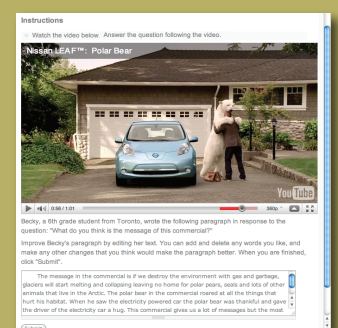 Instructions
Watch the video below. Answer the question following the video.
Nissan LEAF™: Polar Bear
YouTube
0:56 / 1:01
360p
Becky, a 6th grade student from Toronto, wrote the following paragraph in response to the
question: "What do you think is the message of this commercial?"
Improve Becky's paragraph by editing her text. You can add and delete any words you like, and
make any other changes that you think would make the paragraph better. When you are finished,
click "Submit".
The message in the commercial is if we destroy the environment with gas and garbage,
glaciers will start melting and collapsing leaving no home for polar pears, seals and lots of other
animals that live in the Arctic. The polar bear in the commercial roared at all the things that
hurt his habitat. When he saw the electricity powered car the polar bear was thankful and gave
the driver of the electricity car a hug. This commercial gives us a lot of messages but the most